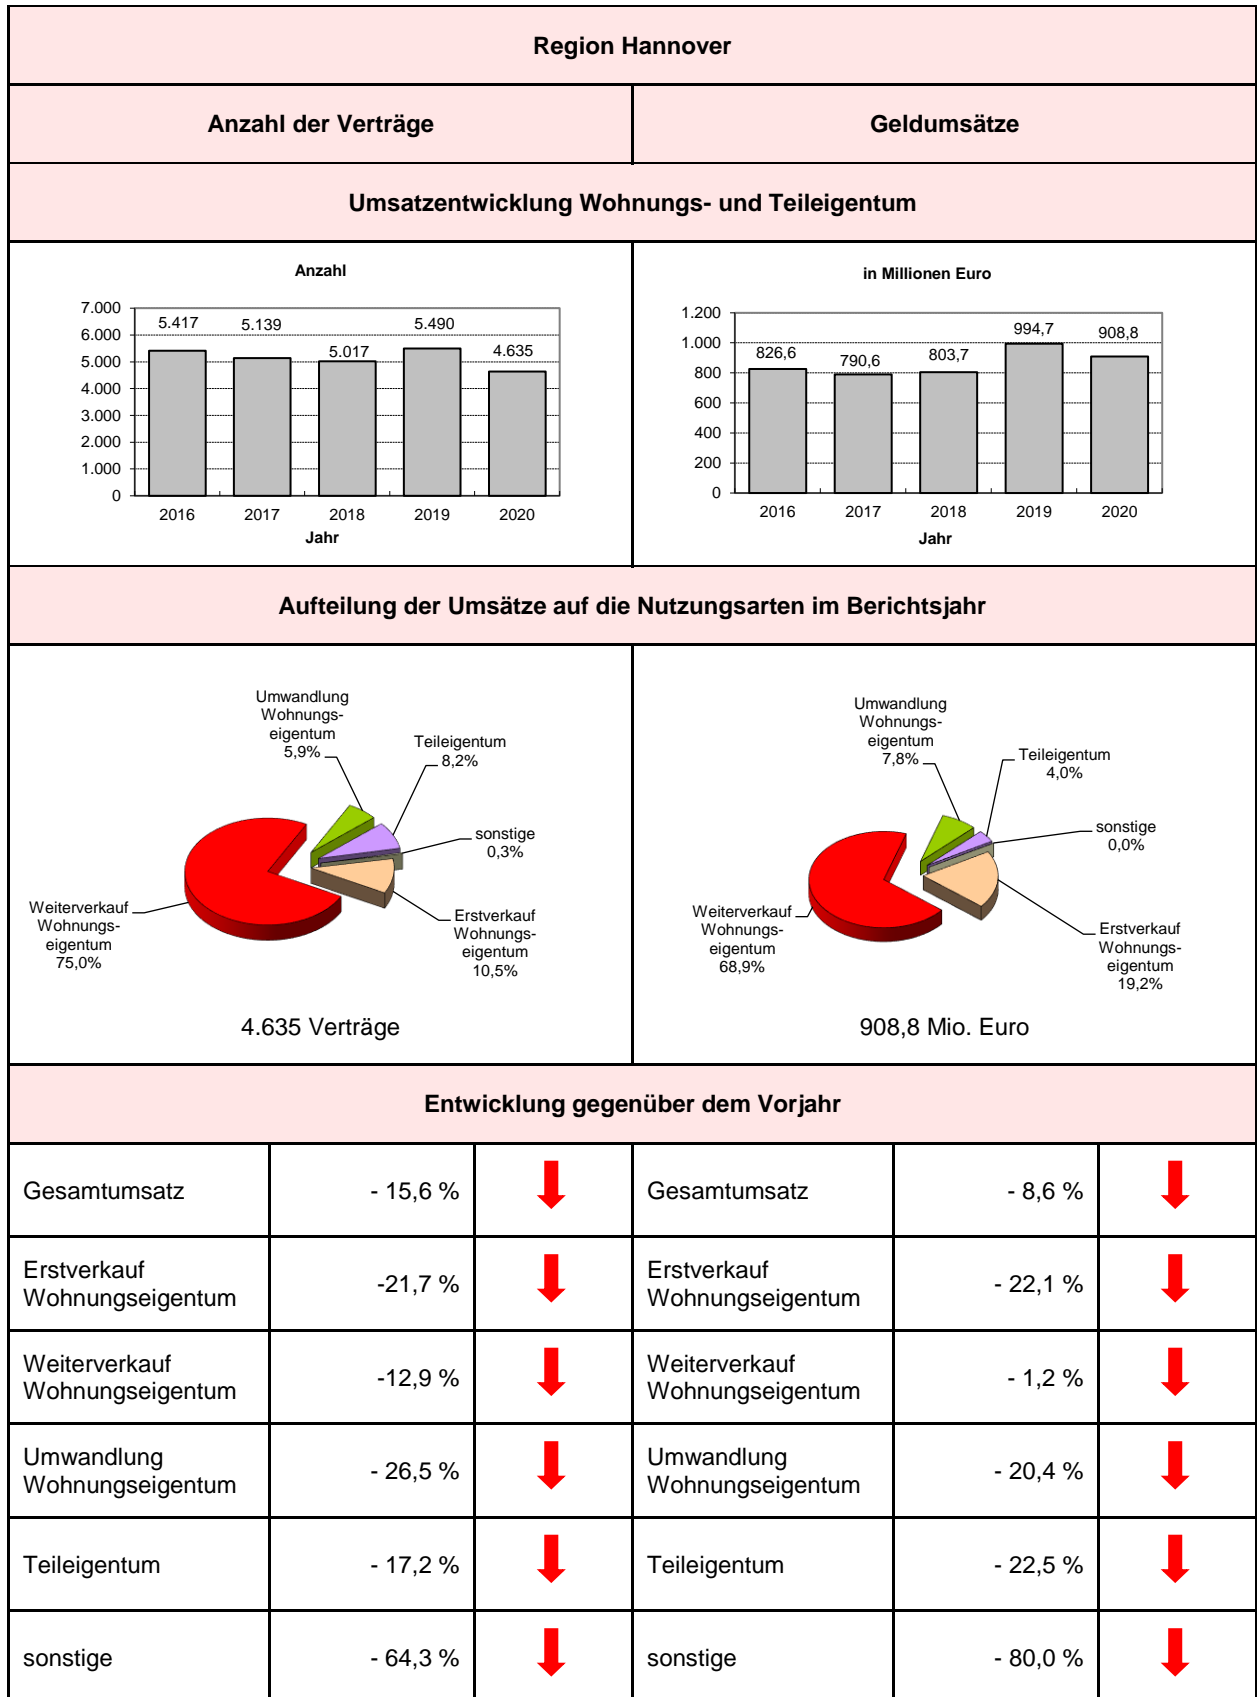 Region Hannover
Anzahl der Verträge
Geldumsätze
Umsatzentwicklung Wohnungs- und Teileigentum
Anzahl
7.000
6.000
5.000
4.000
3.000
2.000
1.000
0
5.417
5.139
5.017
5.490
4.635
2016
2017
2018
2019
2020
Jahr
in Millionen Euro
1.200
1.000
800
600
400
200
0
826,6
790,6
803,7
994,7
908,8
2016
2017
2018
2019
2020
Jahr
Aufteilung der Umsätze auf die Nutzungsarten im Berichtsjahr
Umwandlung
Wohnungs-
eigentum
5,9%
Teileigentum
8,2%
sonstige
0,3%
Erstverkauf
Wohnungs-
eigentum
10,5%
Weiterverkauf
Wohnungs-
eigentum
75,0%
4.635 Verträge
Umwandlung
Wohnungs-
eigentum
7,8%
Teileigentum
4,0%
sonstige
0,0%
Erstverkauf
Wohnungs-
eigentum
19,2%
Weiterverkauf
Wohnungs-
eigentum
68,9%
908,8 Mio. Euro
Entwicklung gegenüber dem Vorjahr
Gesamtumsatz - 15,6 %
Gesamtumsatz - 8,6 %
Erstverkauf
Wohnungseigentum -21,7 %
Erstverkauf
Wohnungseigentum - 22,1 %
Weiterverkauf
Wohnungseigentum -12,9 %
Weiterverkauf
Wohnungseigentum - 1,2 %
Umwandlung
Wohnungseigentum - 26,5 %
Umwandlung
Wohnungseigentum - 20,4 %
Teileigentum - 17,2 %
Teileigentum - 22,5 %
sonstige - 64,3 %
sonstige - 80,0 %